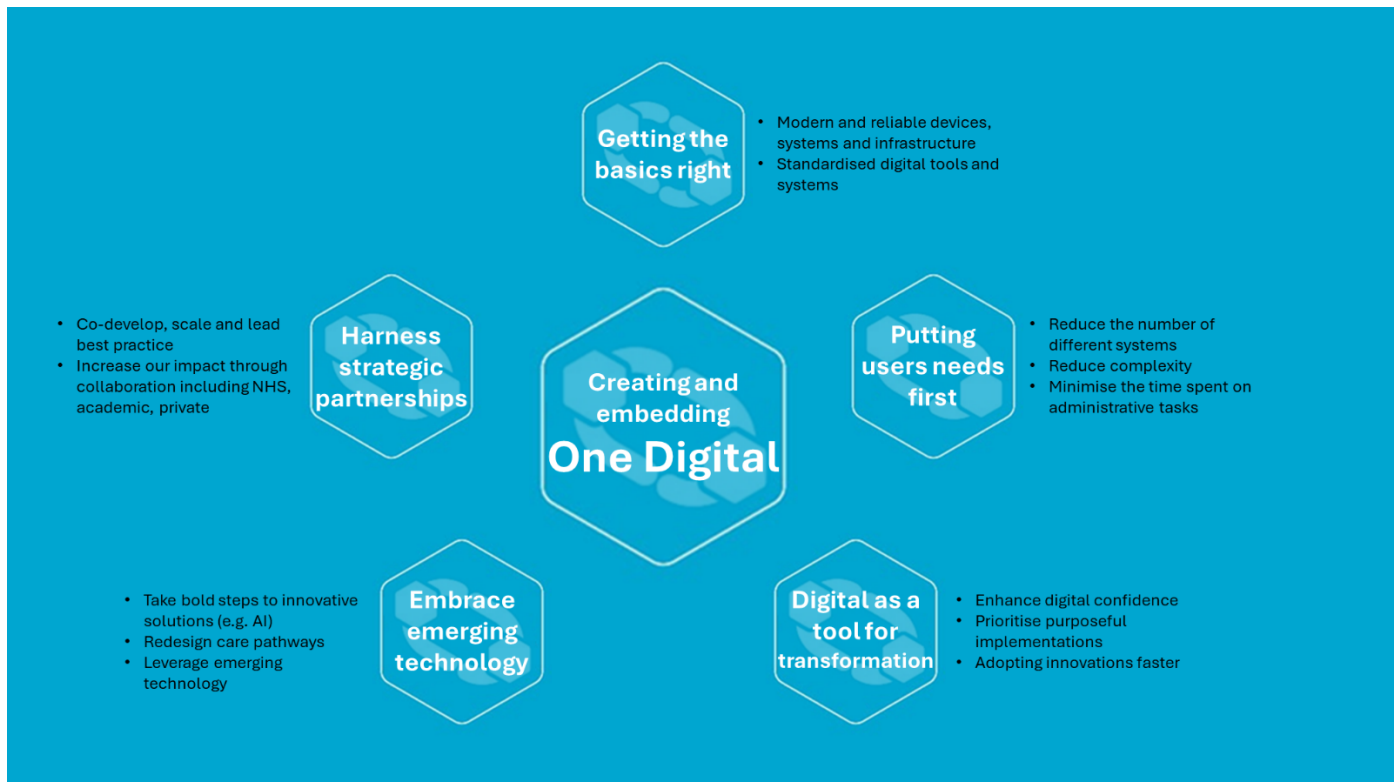 Getting the
basics right
• Modern and reliable devices,
systems and infrastructure
• Standardised digital tools and
systems
• Co-develop, scale and lead
best practice
• Increase our impact through
collaboration including NHS,
academic, private
Harness
strategic
partnerships
Creating and
embedding
One Digital
Putting
users needs
first
• Reduce the number of
different systems
• Reduce complexity
• Minimise the time spent on
administrative tasks
• Take bold steps to innovative
solutions (e.g. AI)
• Redesign care pathways
• Leverage emerging
technology
Embrace
emerging
technology
Digital as a
tool for
transformation
• Enhance digital confidence
• Prioritise purposeful
implementations
• Adopting innovations faster